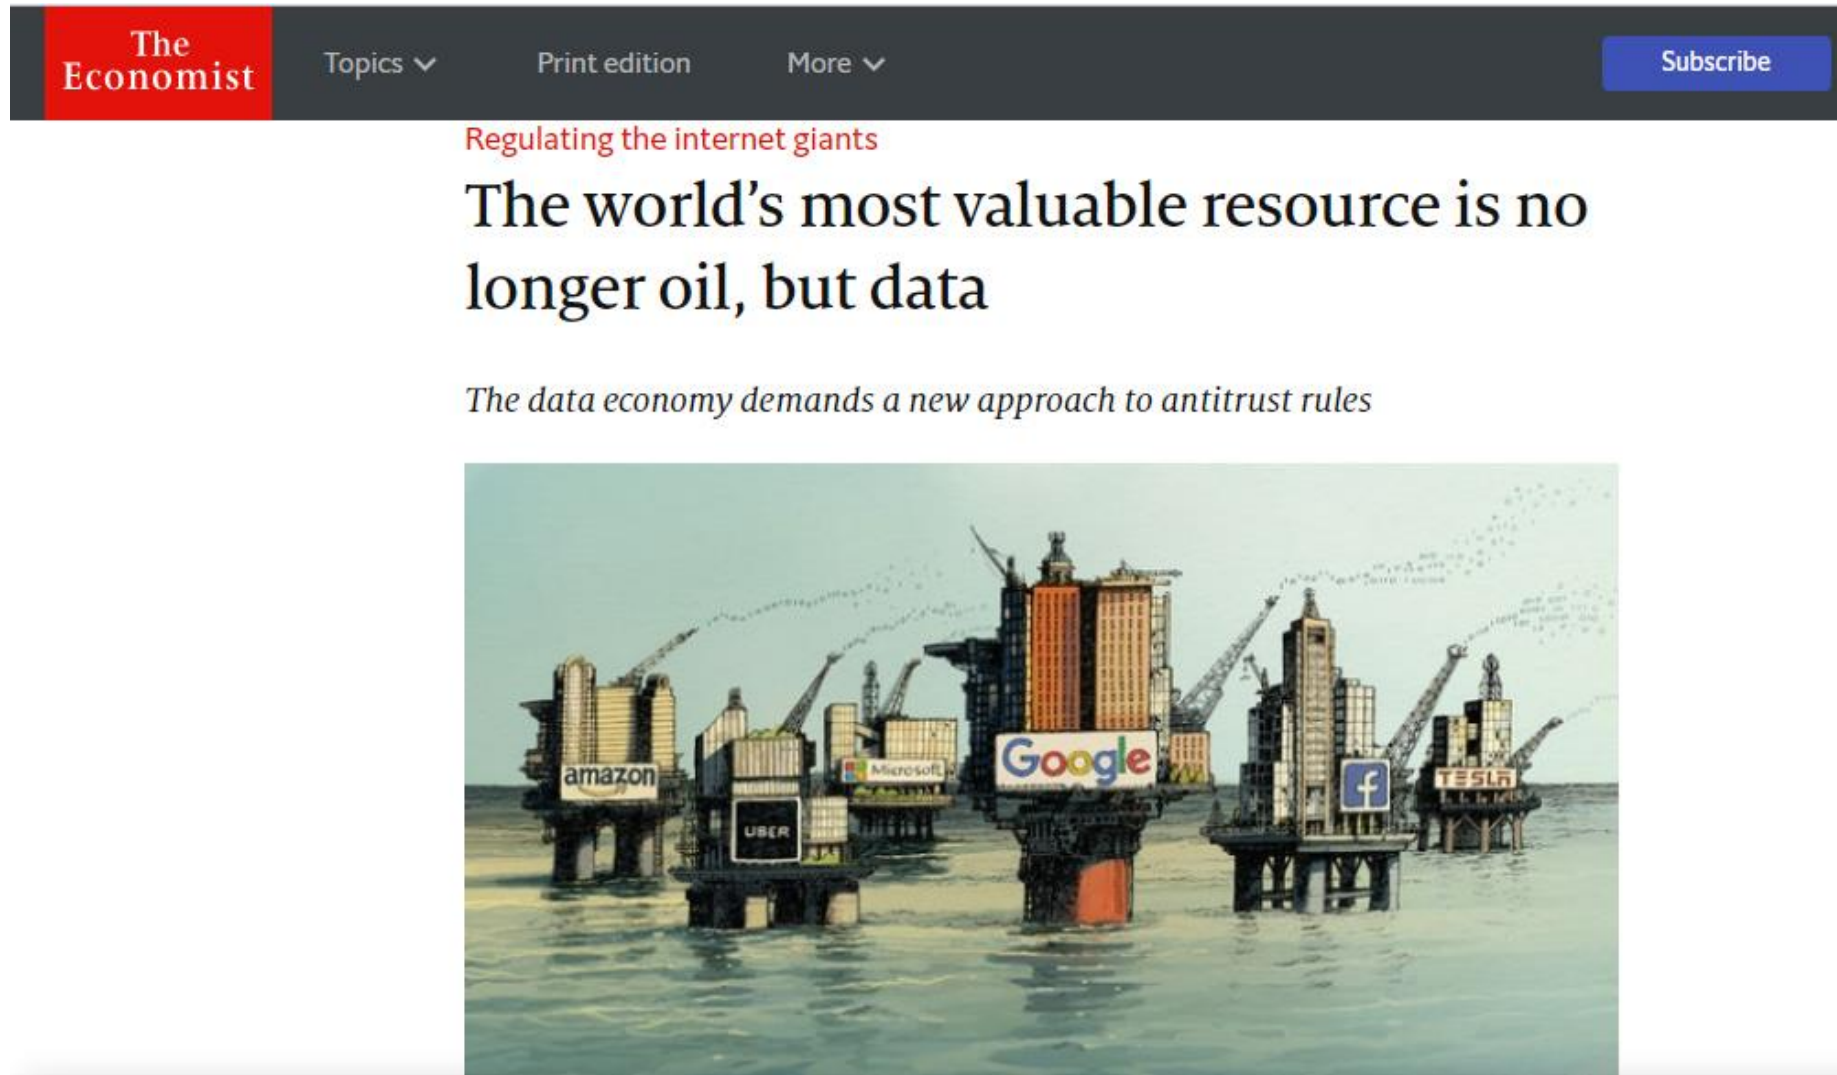 The
Economist
Topics
Print edition
More
Subscribe
Regulating the internet giants
The world’s most valuable resource is no
longer oil, but data
The data economy demands a new approach to antitrust rules
amazon
UBER
Microsoft
Google
f
TESLA